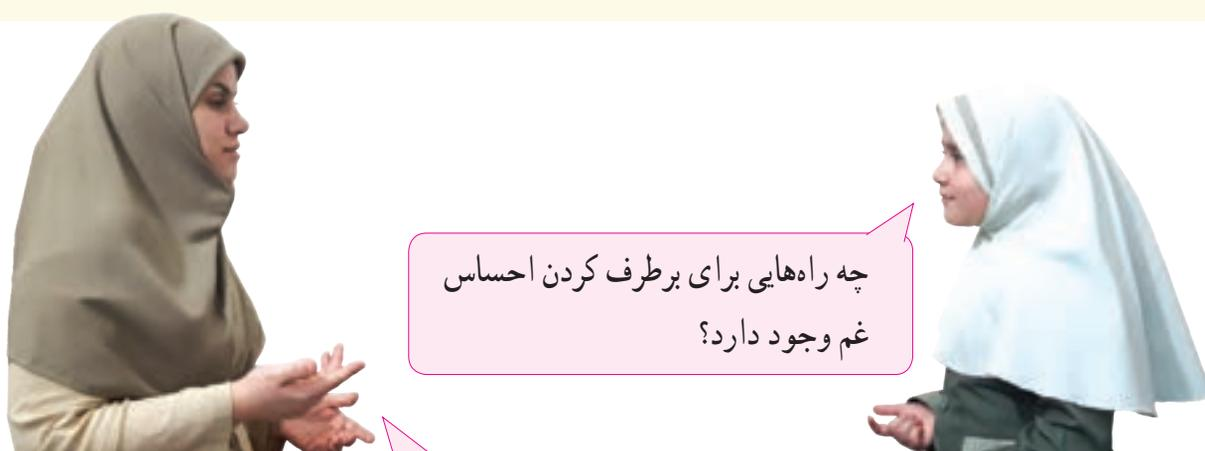 چه راه‌هایی برای برطرف کردن احساس
غم وجود دارد؟